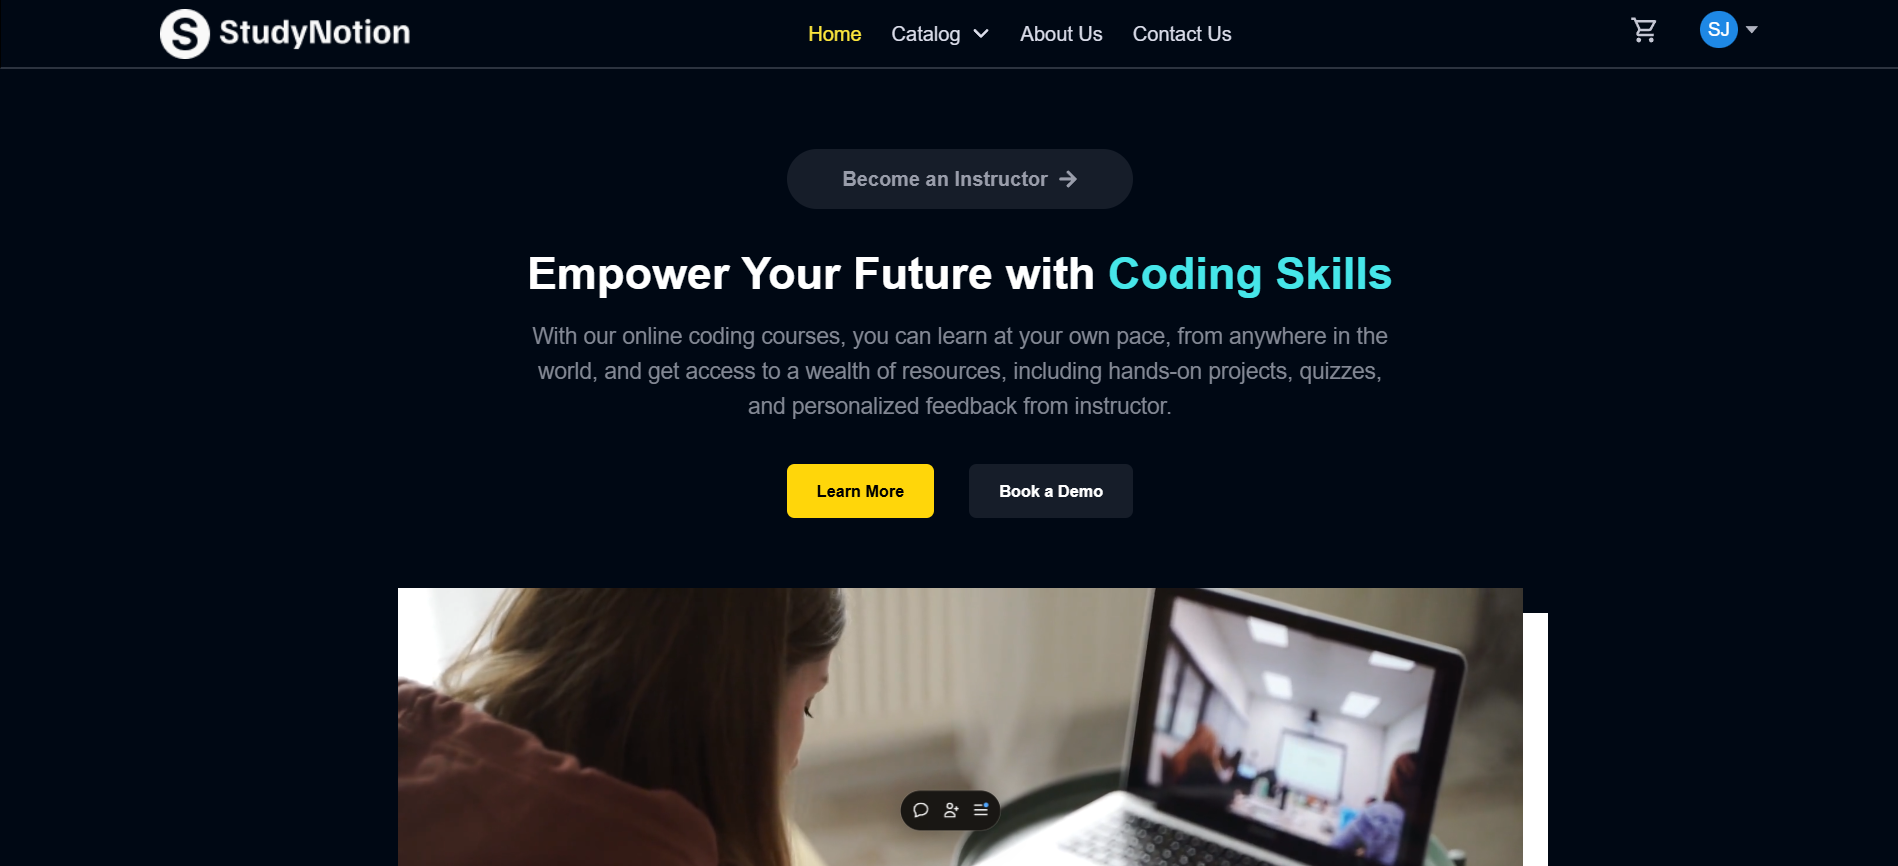 S StudyNotion
Home Catalog About Us Contact Us
SJ
Become an Instructor
Empower Your Future with Coding Skills
With our online coding courses, you can learn at your own pace, from anywhere in the
world, and get access to a wealth of resources, including hands-on projects, quizzes,
and personalized feedback from instructor.
Learn More Book a Demo